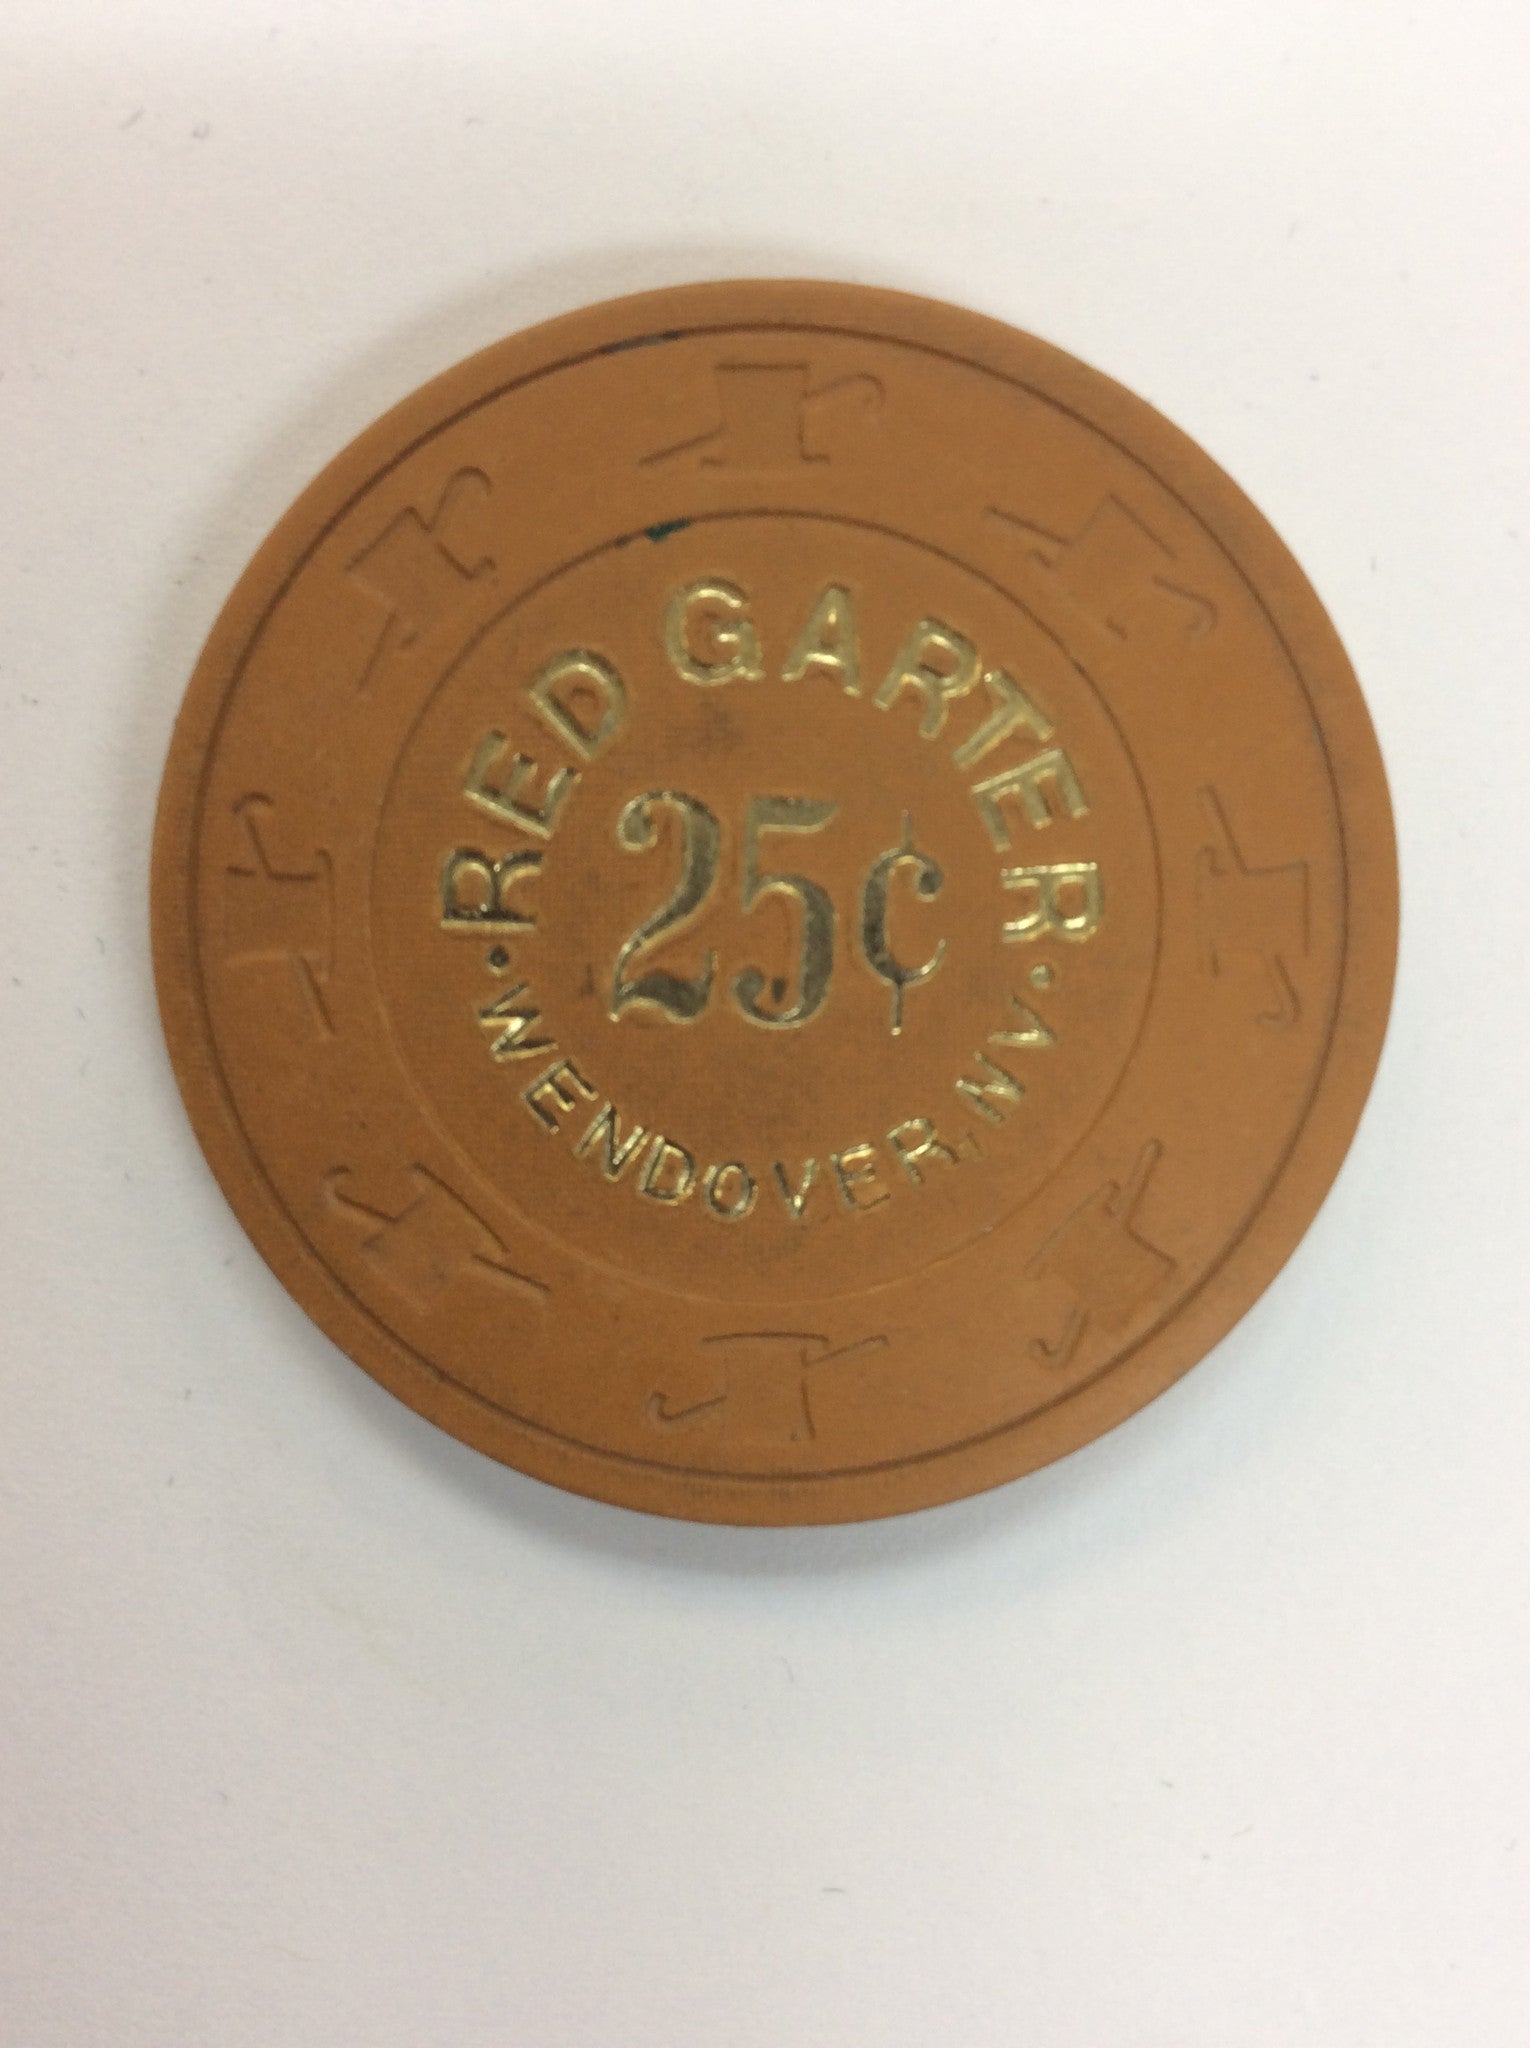 RED GARTER
25¢
• WENDOVER, NV •